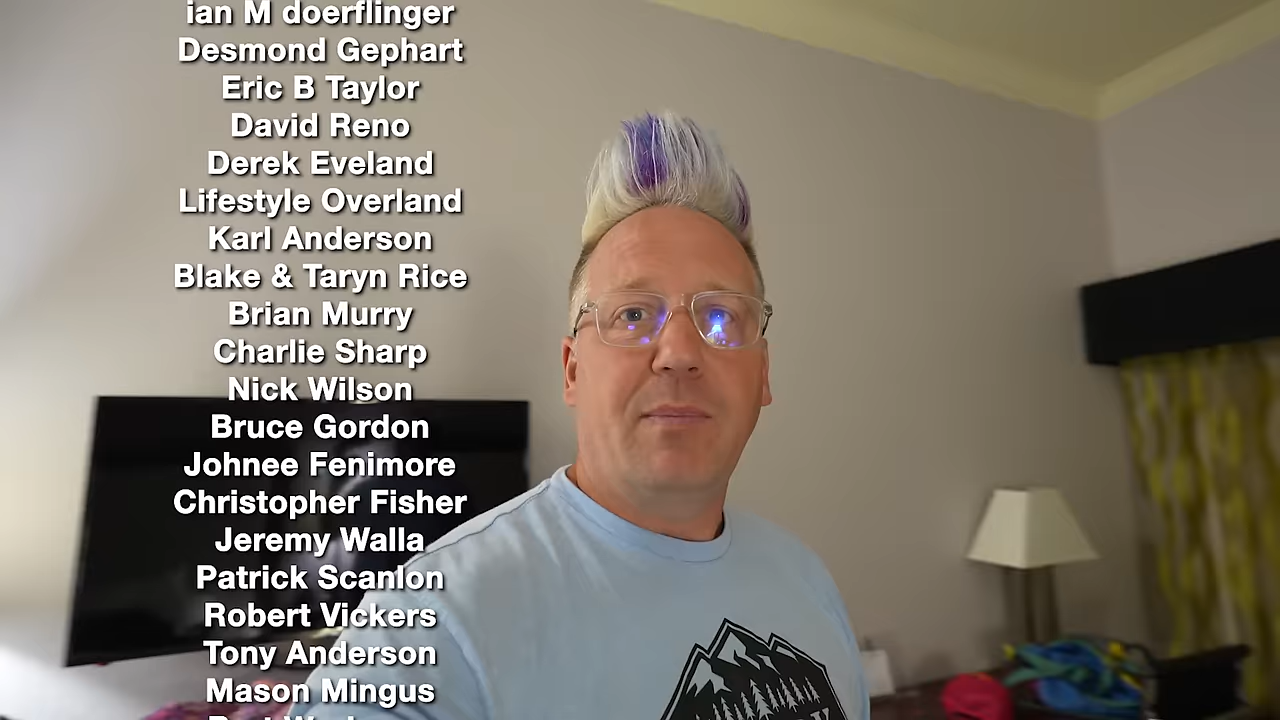 ian M doerflinger
Desmond Gephart
Eric B Taylor
David Reno
Derek Eveland
Lifestyle Overland
Karl Anderson
Blake & Taryn Rice
Brian Murry
Charlie Sharp
Nick Wilson
Bruce Gordon
Johnee Fenimore
Christopher Fisher
Jeremy Walla
Patrick Scanlon
Robert Vickers
Tony Anderson
Mason Mingus